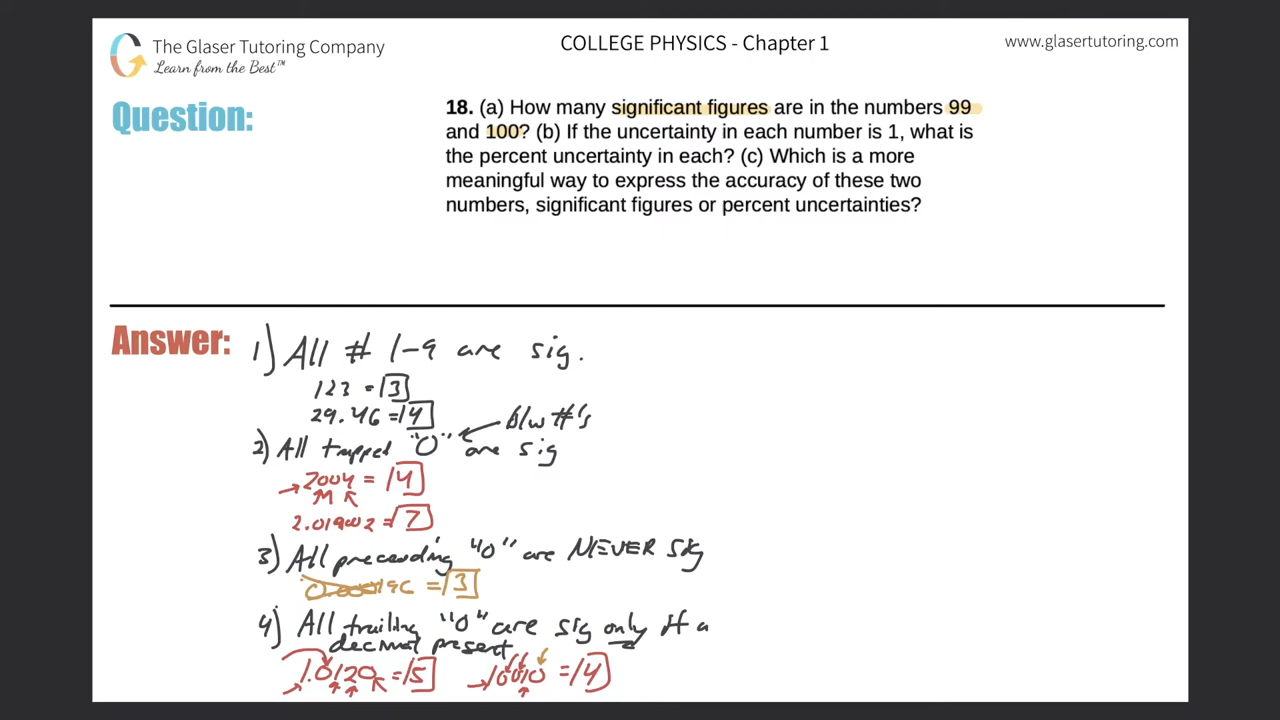 The Glaser Tutoring Company
Learn from the Best™
COLLEGE PHYSICS - Chapter 1
www.glasertutoring.com
Question:
18. (a) How many significant figures are in the numbers 99
and 100? (b) If the uncertainty in each number is 1, what is
the percent uncertainty in each? (c) Which is a more
meaningful way to express the accuracy of these two
numbers, significant figures or percent uncertainties?
Answer:
1) All # 1-9 are sig.
123 = 3
29.46 = 4
b/w #'s
2) All trapped "0" are sig
2004 = 4
2.019002 = 7
3) All preceeding "0" are NEVER sig
0.000196 = 3
4) All trailing "0" are sig only if a
decimal present
1.0120 = 5
10010 = 4